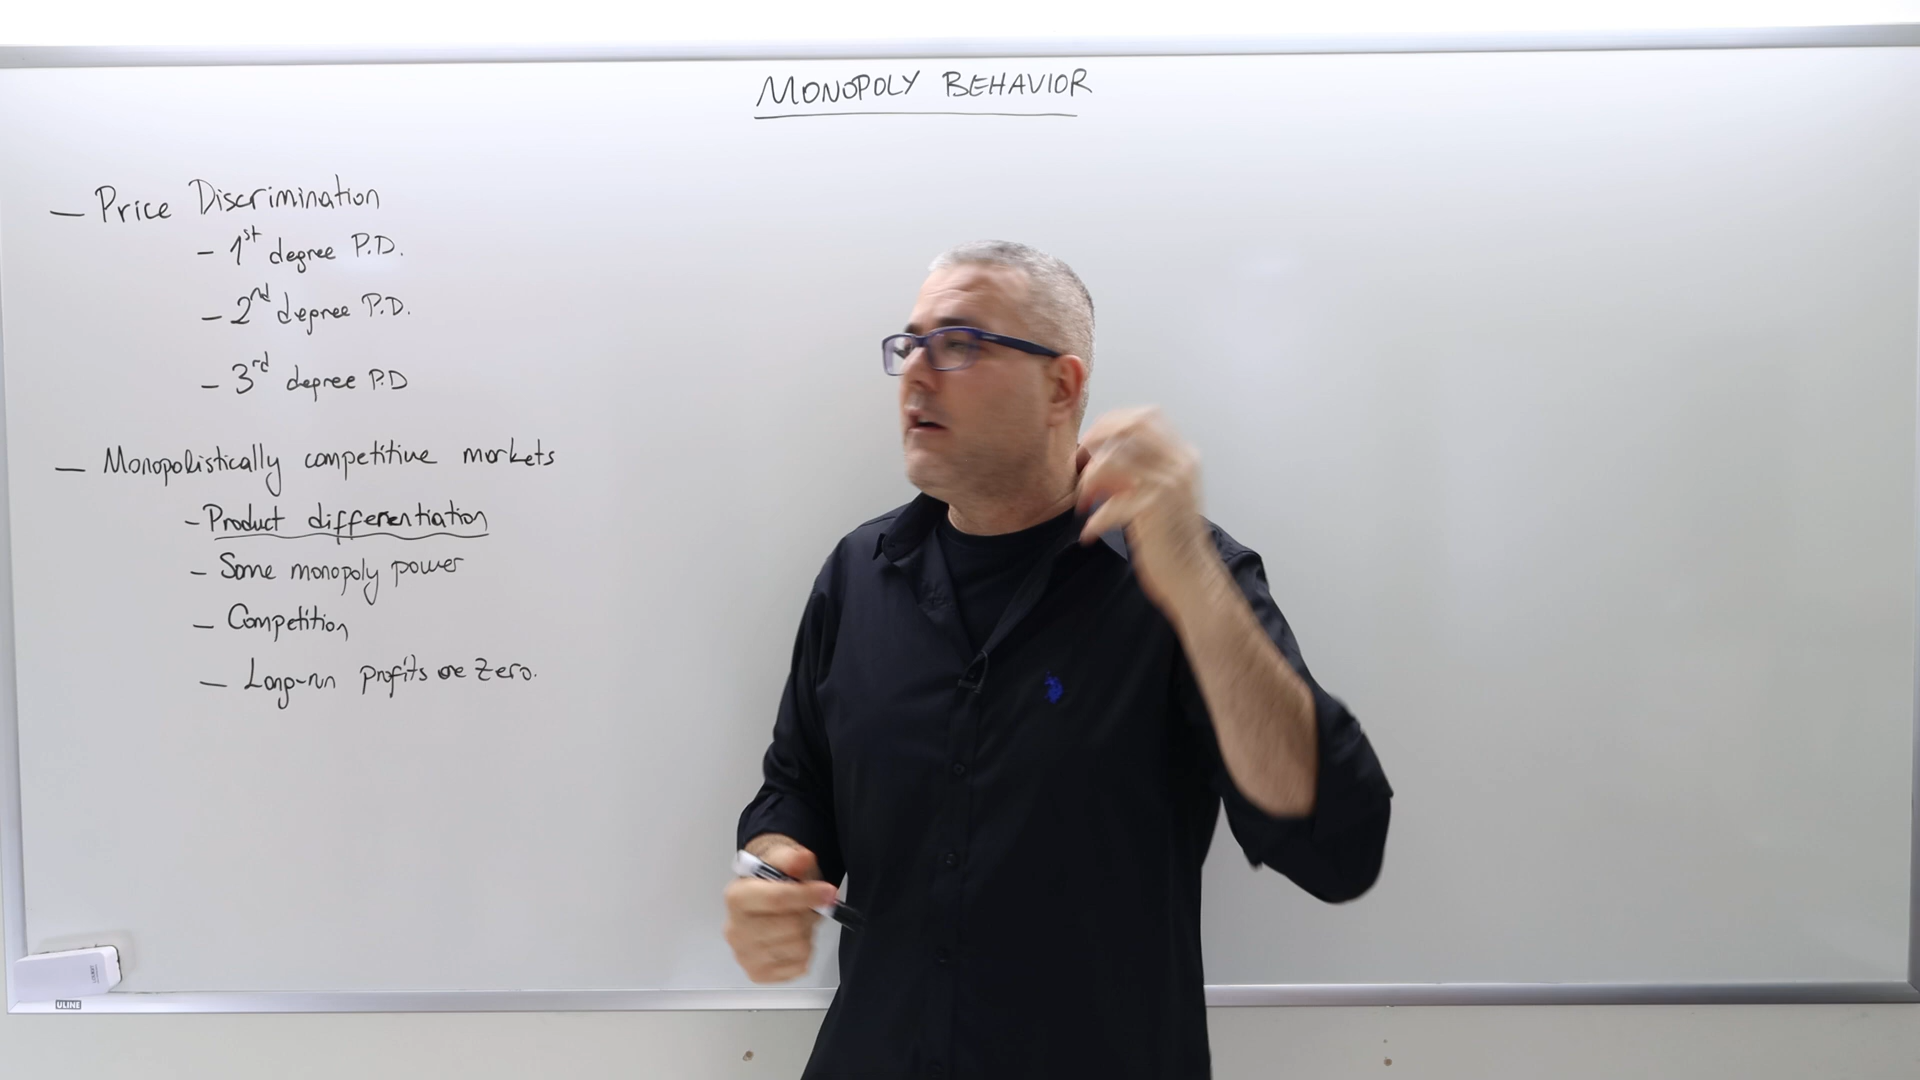 MONOPOLY BEHAVIOR
— Price Discrimination
- 1st degree P.D.
- 2nd degree P.D.
- 3rd degree P.D
— Monopolistically competitive markets
- Product differentiation
- Some monopoly power
- Competition
- Long-run profits are zero.
ULINE